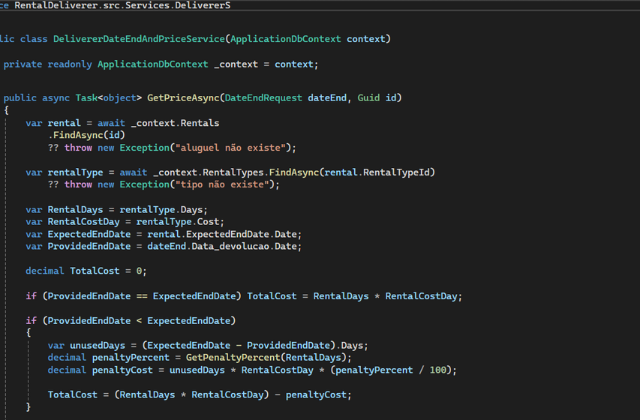 ce RentalDeliverer.src.Services.DelivererS
lic class DelivererDateEndAndPriceService(ApplicationDbContext context)
private readonly ApplicationDbContext _context = context;
public async Task<object> GetPriceAsync(DateEndRequest dateEnd, Guid id)
{
var rental = await _context.Rentals
.FindAsync(id)
?? throw new Exception("aluguel não existe");
var rentalType = await _context.RentalTypes.FindAsync(rental.RentalTypeId)
?? throw new Exception("tipo não existe");
var RentalDays = rentalType.Days;
var RentalCostDay = rentalType.Cost;
var ExpectedEndDate = rental.ExpectedEndDate.Date;
var ProvidedEndDate = dateEnd.Data_devolucao.Date;
decimal TotalCost = 0;
if (ProvidedEndDate == ExpectedEndDate) TotalCost = RentalDays * RentalCostDay;
if (ProvidedEndDate < ExpectedEndDate)
{
var unusedDays = (ExpectedEndDate - ProvidedEndDate).Days;
decimal penaltyPercent = GetPenaltyPercent(RentalDays);
decimal penaltyCost = unusedDays * RentalCostDay * (penaltyPercent / 100);
TotalCost = (RentalDays * RentalCostDay) - penaltyCost;
}